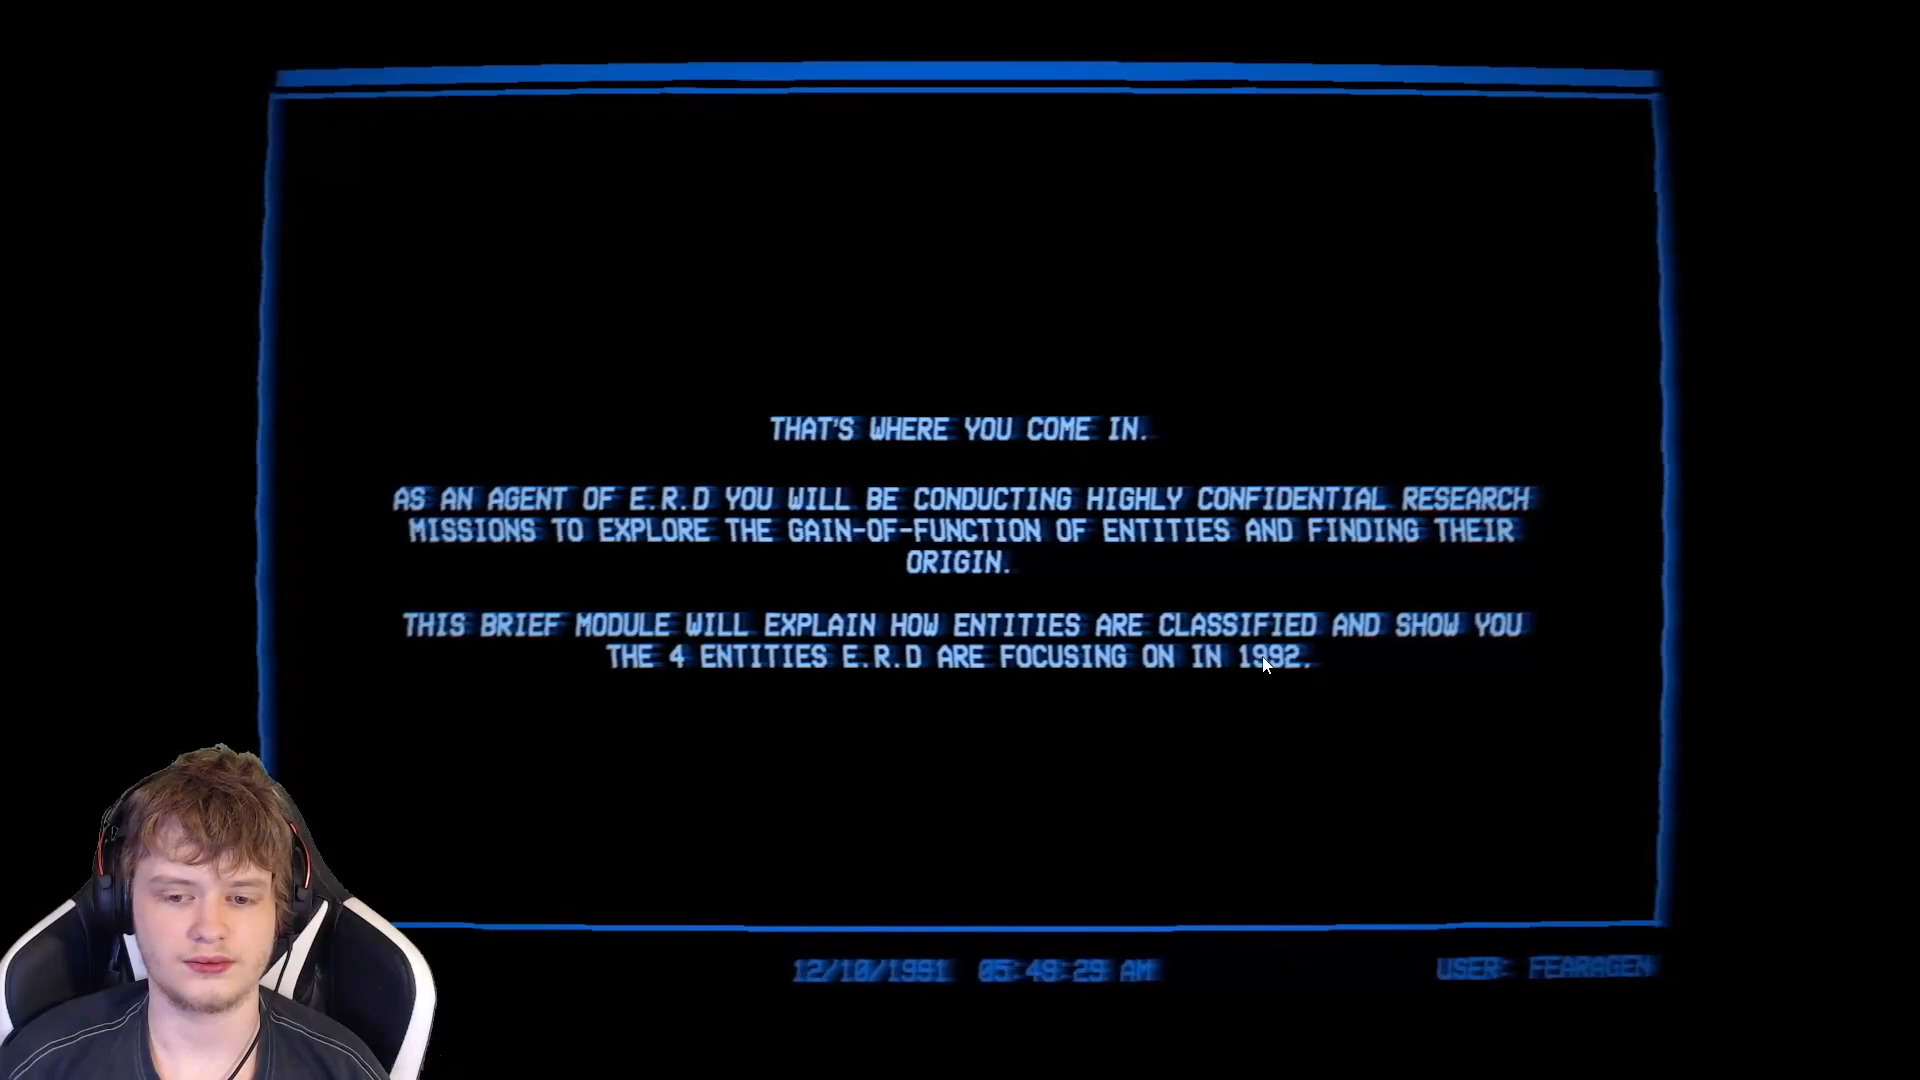 THAT'S WHERE YOU COME IN.
AS AN AGENT OF E.R.D YOU WILL BE CONDUCTING HIGHLY CONFIDENTIAL RESEARCH
MISSIONS TO EXPLORE THE GAIN-OF-FUNCTION OF ENTITIES AND FINDING THEIR
ORIGIN.
THIS BRIEF MODULE WILL EXPLAIN HOW ENTITIES ARE CLASSIFIED AND SHOW YOU
THE 4 ENTITIES E.R.D ARE FOCUSING ON IN 1992.
12/10/1991 05:49:29 AM
USER: FEARAGEN